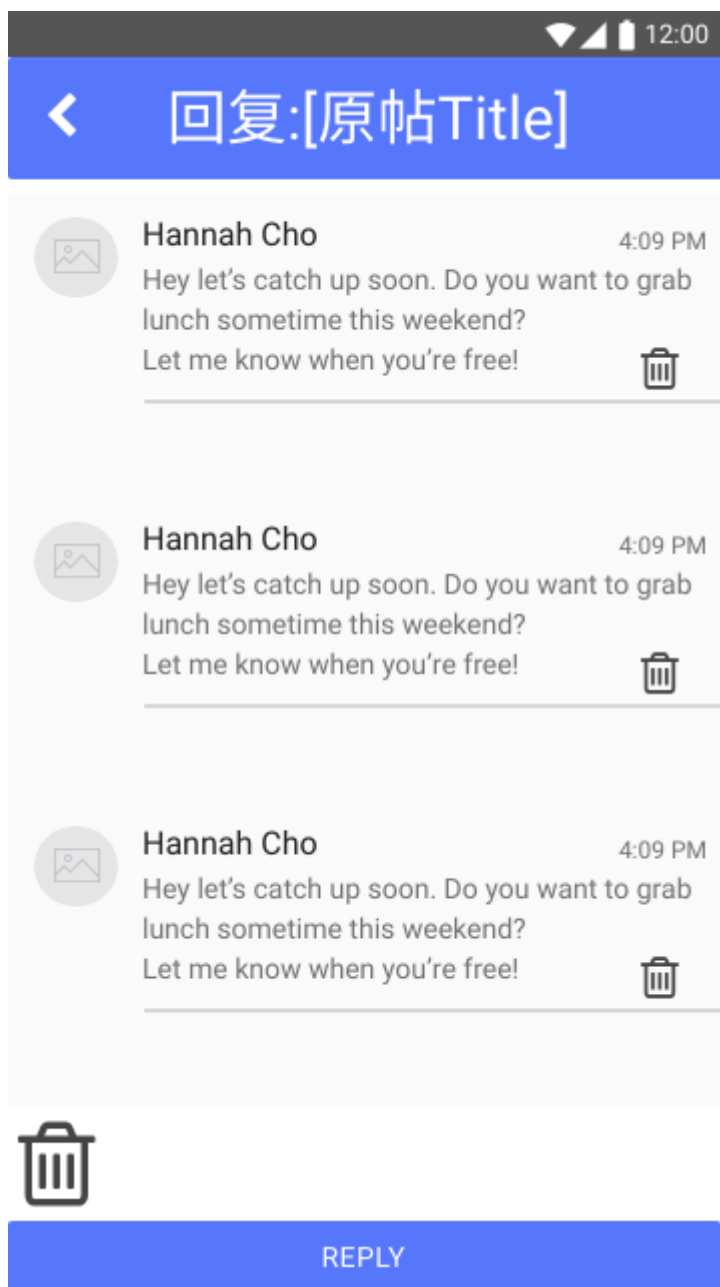 12:00
回复:[原帖Title]
Hannah Cho
4:09 PM
Hey let’s catch up soon. Do you want to grab
lunch sometime this weekend?
Let me know when you’re free!
Hannah Cho
4:09 PM
Hey let’s catch up soon. Do you want to grab
lunch sometime this weekend?
Let me know when you’re free!
Hannah Cho
4:09 PM
Hey let’s catch up soon. Do you want to grab
lunch sometime this weekend?
Let me know when you’re free!
REPLY